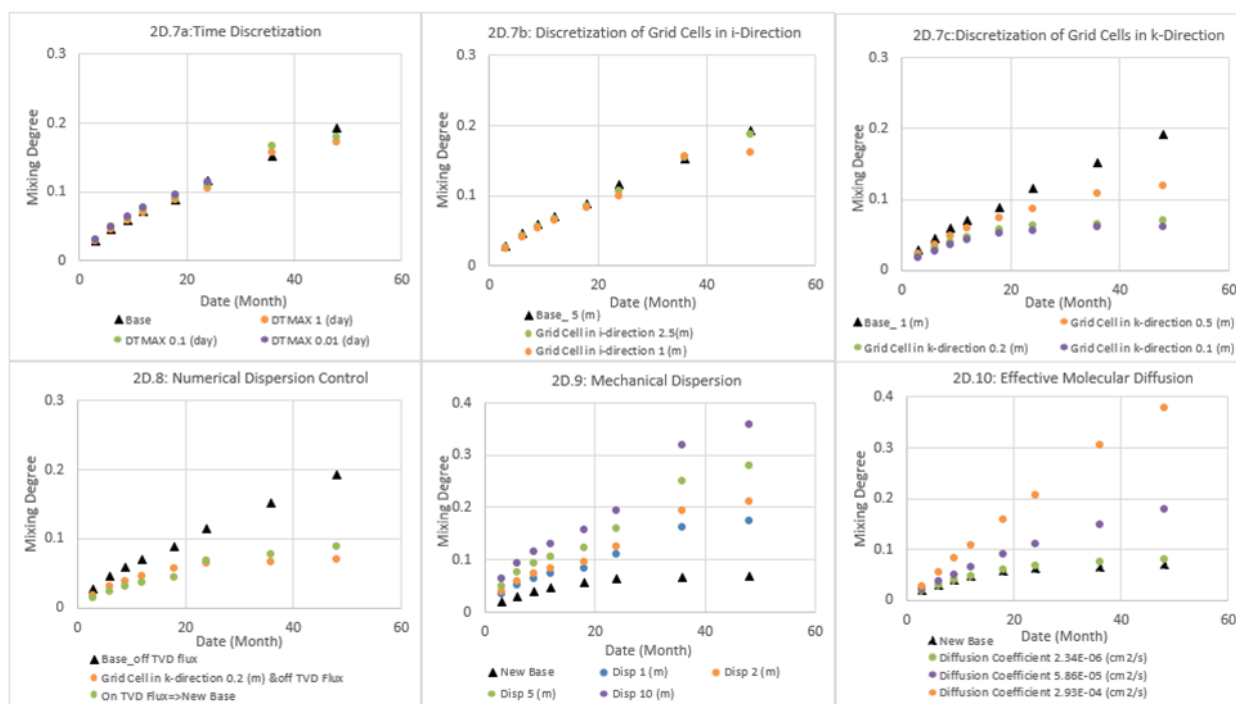 2D.7a:Time Discretization
0.3
0.2
0.1
0
0 20 40 60
Mixing Degree
Date (Month)
Base
DTMAX 1 (day)
DTMAX 0.1 (day)
DTMAX 0.01 (day)
2D.7b: Discretization of Grid Cells in i-Direction
0.3
0.2
0.1
0
0 20 40 60
Mixing Degree
Date (Month)
Base_ 5 (m)
Grid Cell in i-direction 2.5(m)
Grid Cell in i-direction 1 (m)
2D.7c:Discretization of Grid Cells in k-Direction
0.3
0.2
0.1
0
0 20 40 60
Mixing Degree
Date (Month)
Base_ 1 (m)
Grid Cell in k-direction 0.5 (m)
Grid Cell in k-direction 0.2 (m)
Grid Cell in k-direction 0.1 (m)
2D.8: Numerical Dispersion Control
0.3
0.2
0.1
0
0 20 40 60
Mixing Degree
Date (Month)
Base_off TVD flux
Grid Cell in k-direction 0.2 (m) &off TVD Flux
On TVD Flux=>New Base
2D.9: Mechanical Dispersion
0.4
0.3
0.2
0.1
0
0 20 40 60
Mixing Degree
Date (Month)
New Base
Disp 1 (m)
Disp 2 (m)
Disp 5 (m)
Disp 10 (m)
2D.10: Effective Molecular Diffusion
0.4
0.3
0.2
0.1
0
0 20 40 60
Mixing Degree
Date (Month)
New Base
Diffusion Coefficient 2.34E-06 (cm2/s)
Diffusion Coefficient 5.86E-05 (cm2/s)
Diffusion Coefficient 2.93E-04 (cm2/s)